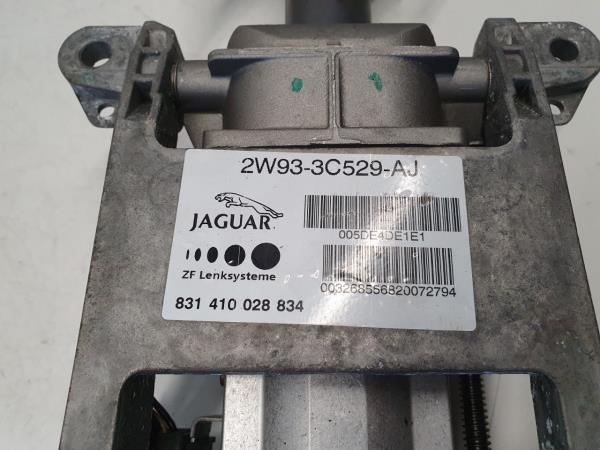 2W93-3C529-AJ
JAGUAR
005DE4DE1E1
ZF Lenksysteme
003268556820072794
831 410 028 834